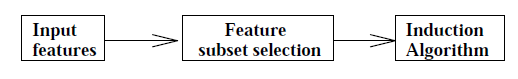 Input
features
Feature
subset selection
Induction
Algorithm